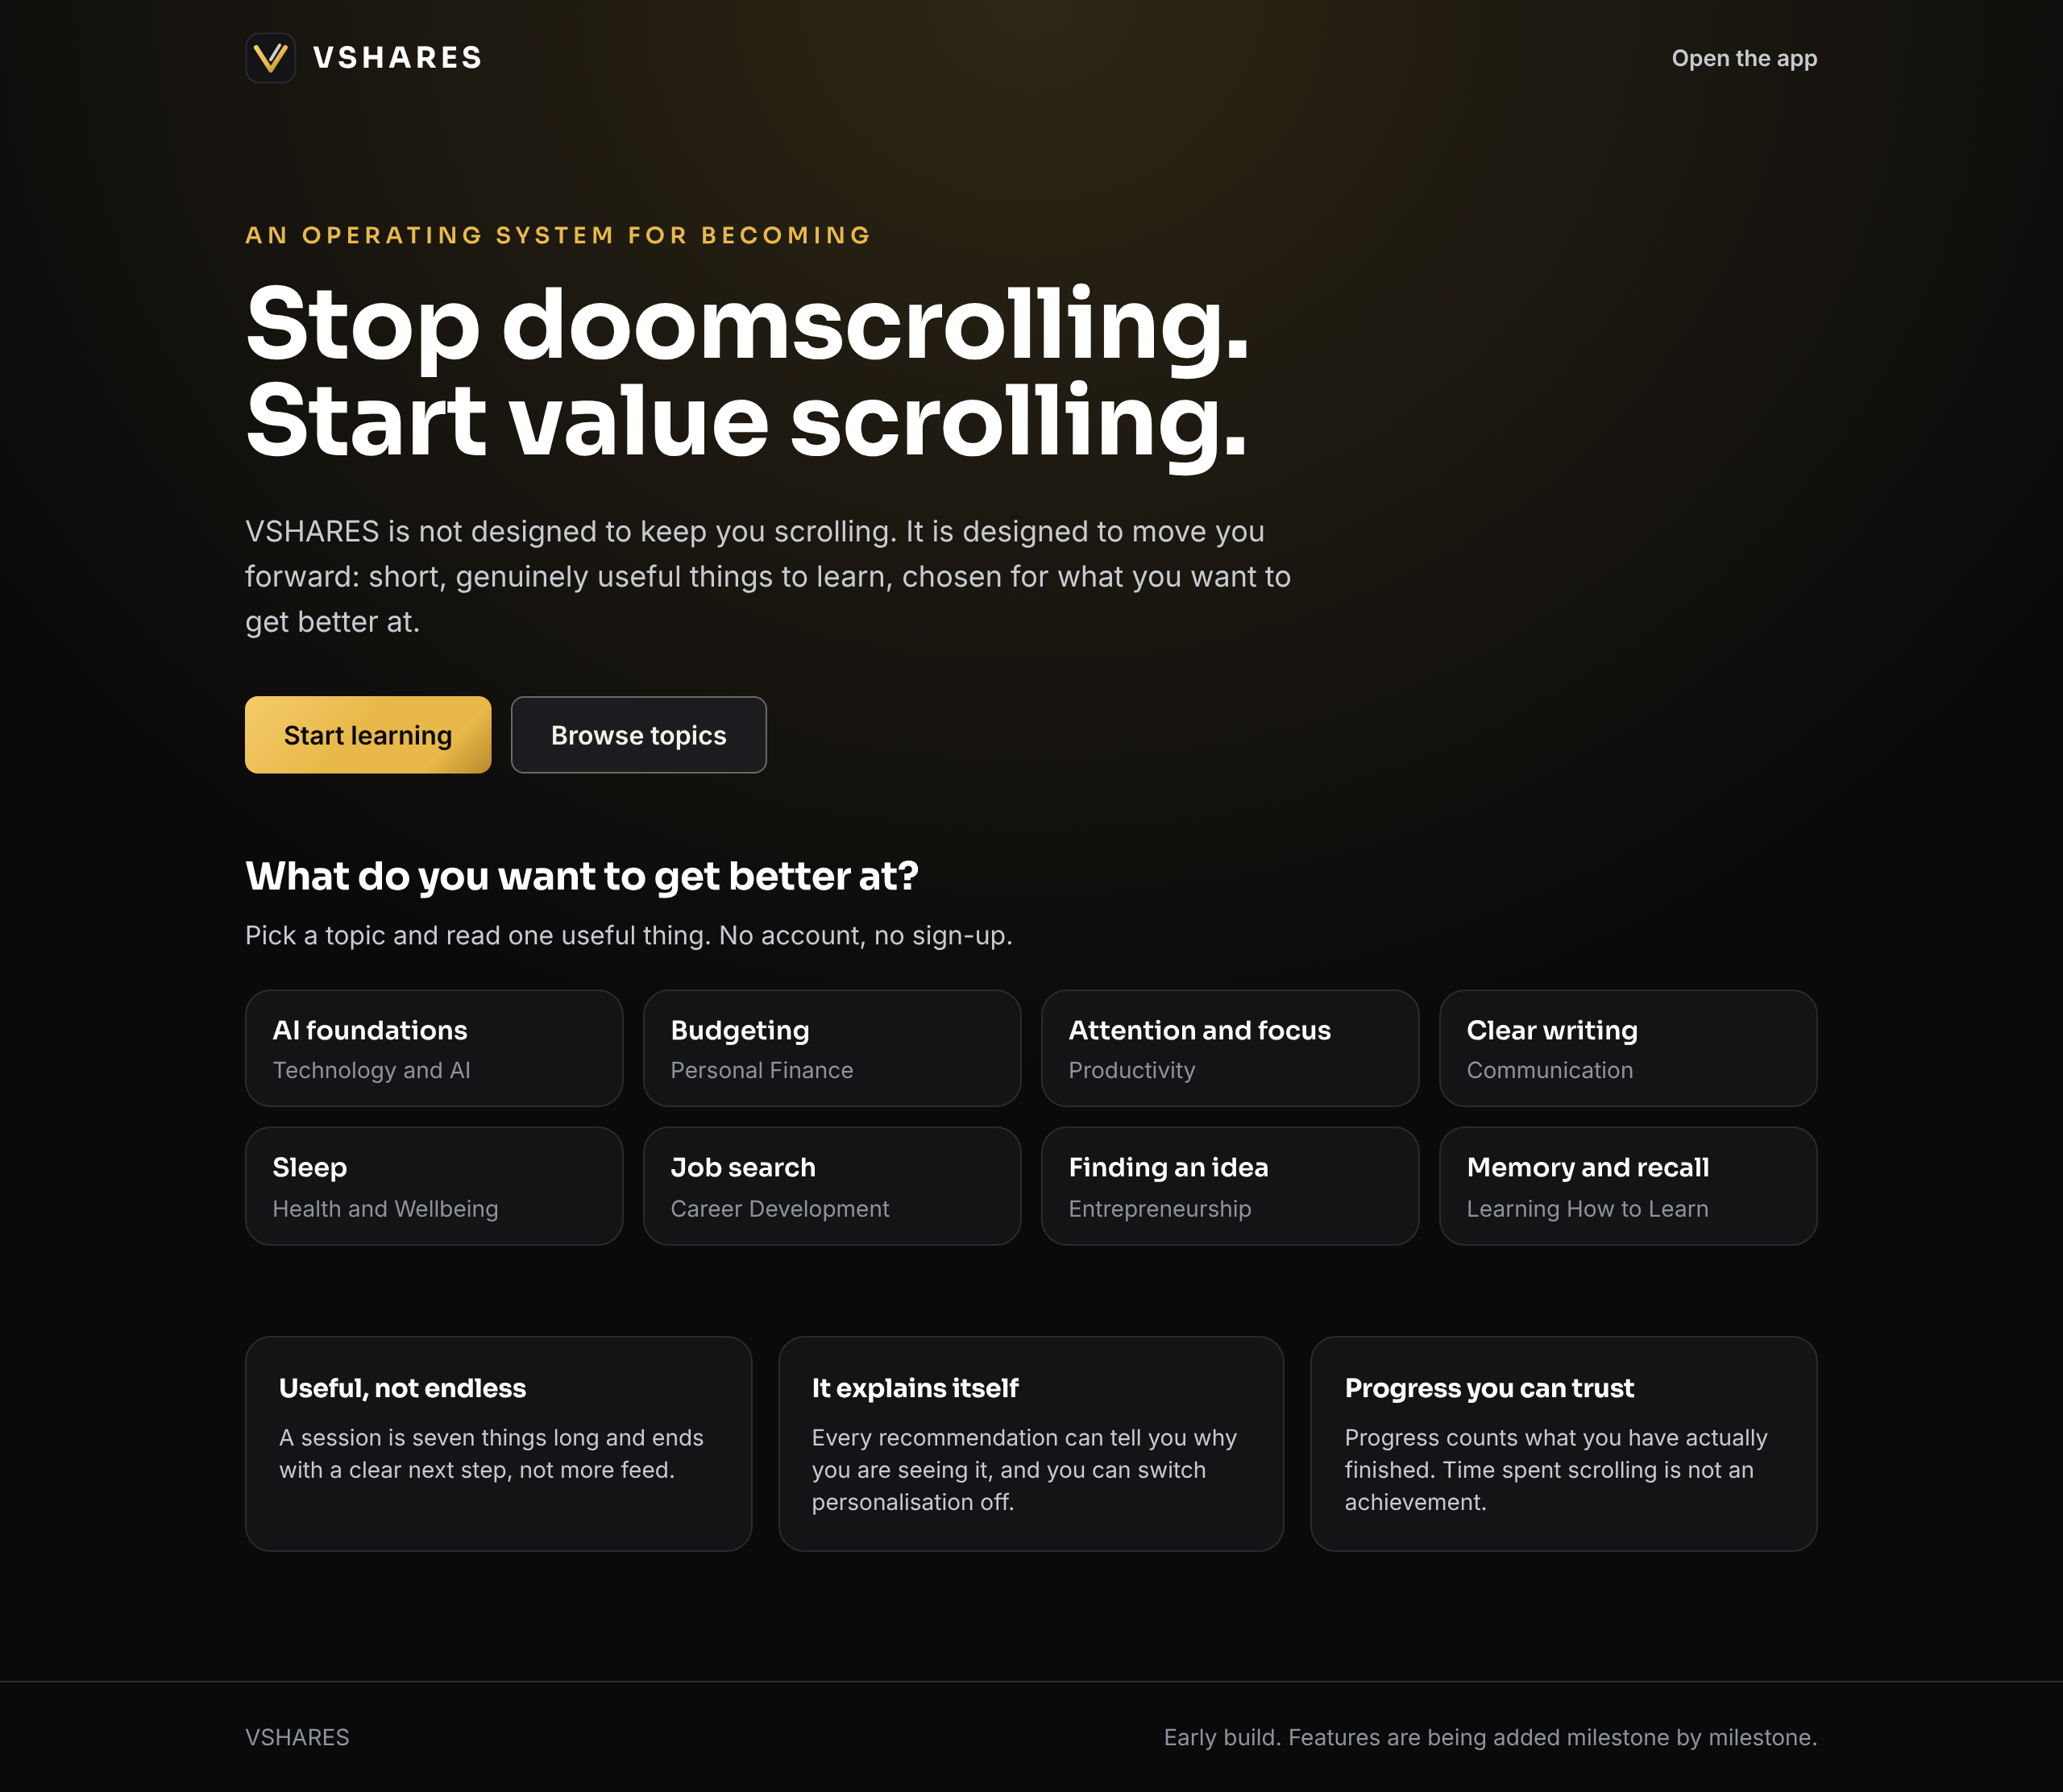 VSHARES
Open the app
AN OPERATING SYSTEM FOR BECOMING
Stop doomscrolling.
Start value scrolling.
VSHARES is not designed to keep you scrolling. It is designed to move you
forward: short, genuinely useful things to learn, chosen for what you want to
get better at.
Start learning
Browse topics
What do you want to get better at?
Pick a topic and read one useful thing. No account, no sign-up.
AI foundations
Technology and AI
Budgeting
Personal Finance
Attention and focus
Productivity
Clear writing
Communication
Sleep
Health and Wellbeing
Job search
Career Development
Finding an idea
Entrepreneurship
Memory and recall
Learning How to Learn
Useful, not endless
A session is seven things long and ends
with a clear next step, not more feed.
It explains itself
Every recommendation can tell you why
you are seeing it, and you can switch
personalisation off.
Progress you can trust
Progress counts what you have actually
finished. Time spent scrolling is not an
achievement.
VSHARES
Early build. Features are being added milestone by milestone.